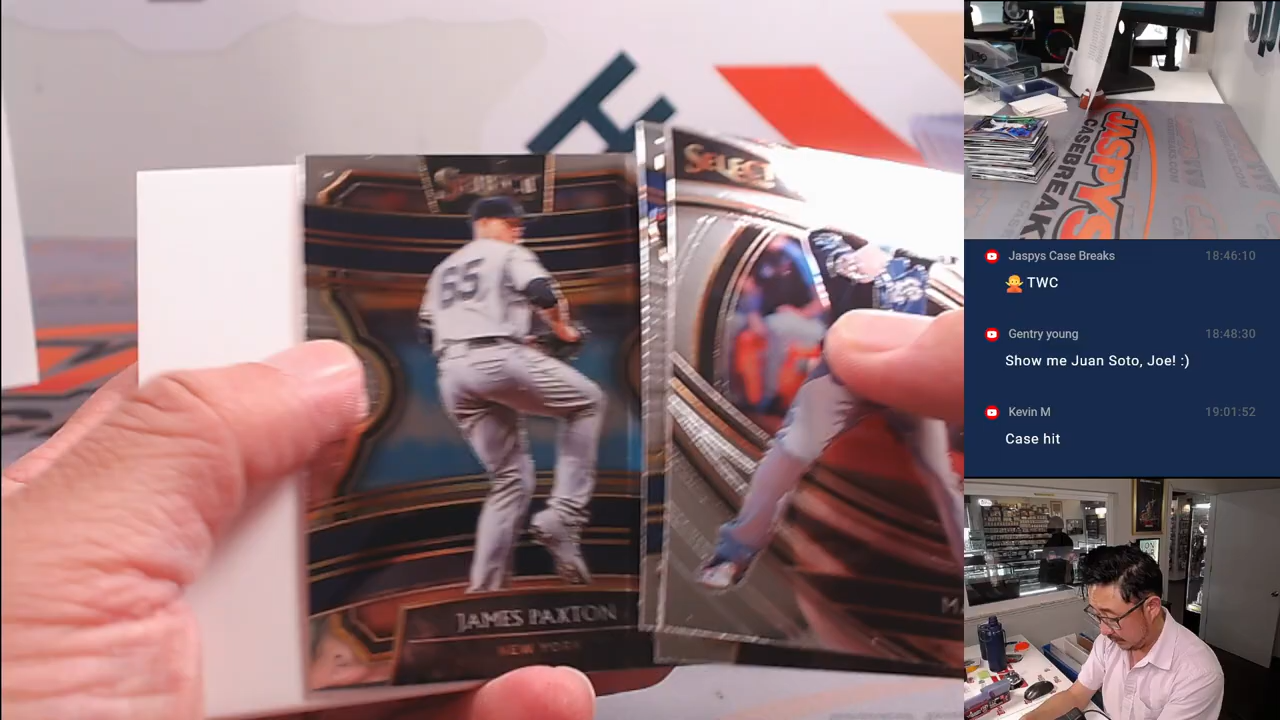 SELECT
65
JAMES PAXTON
NEW YORK
SELECT
JASPYS
CASEBREAKS
Jaspys Case Breaks 18:46:10
🙅 TWC
Gentry young 18:48:30
Show me Juan Soto, Joe! :)
Kevin M 19:01:52
Case hit